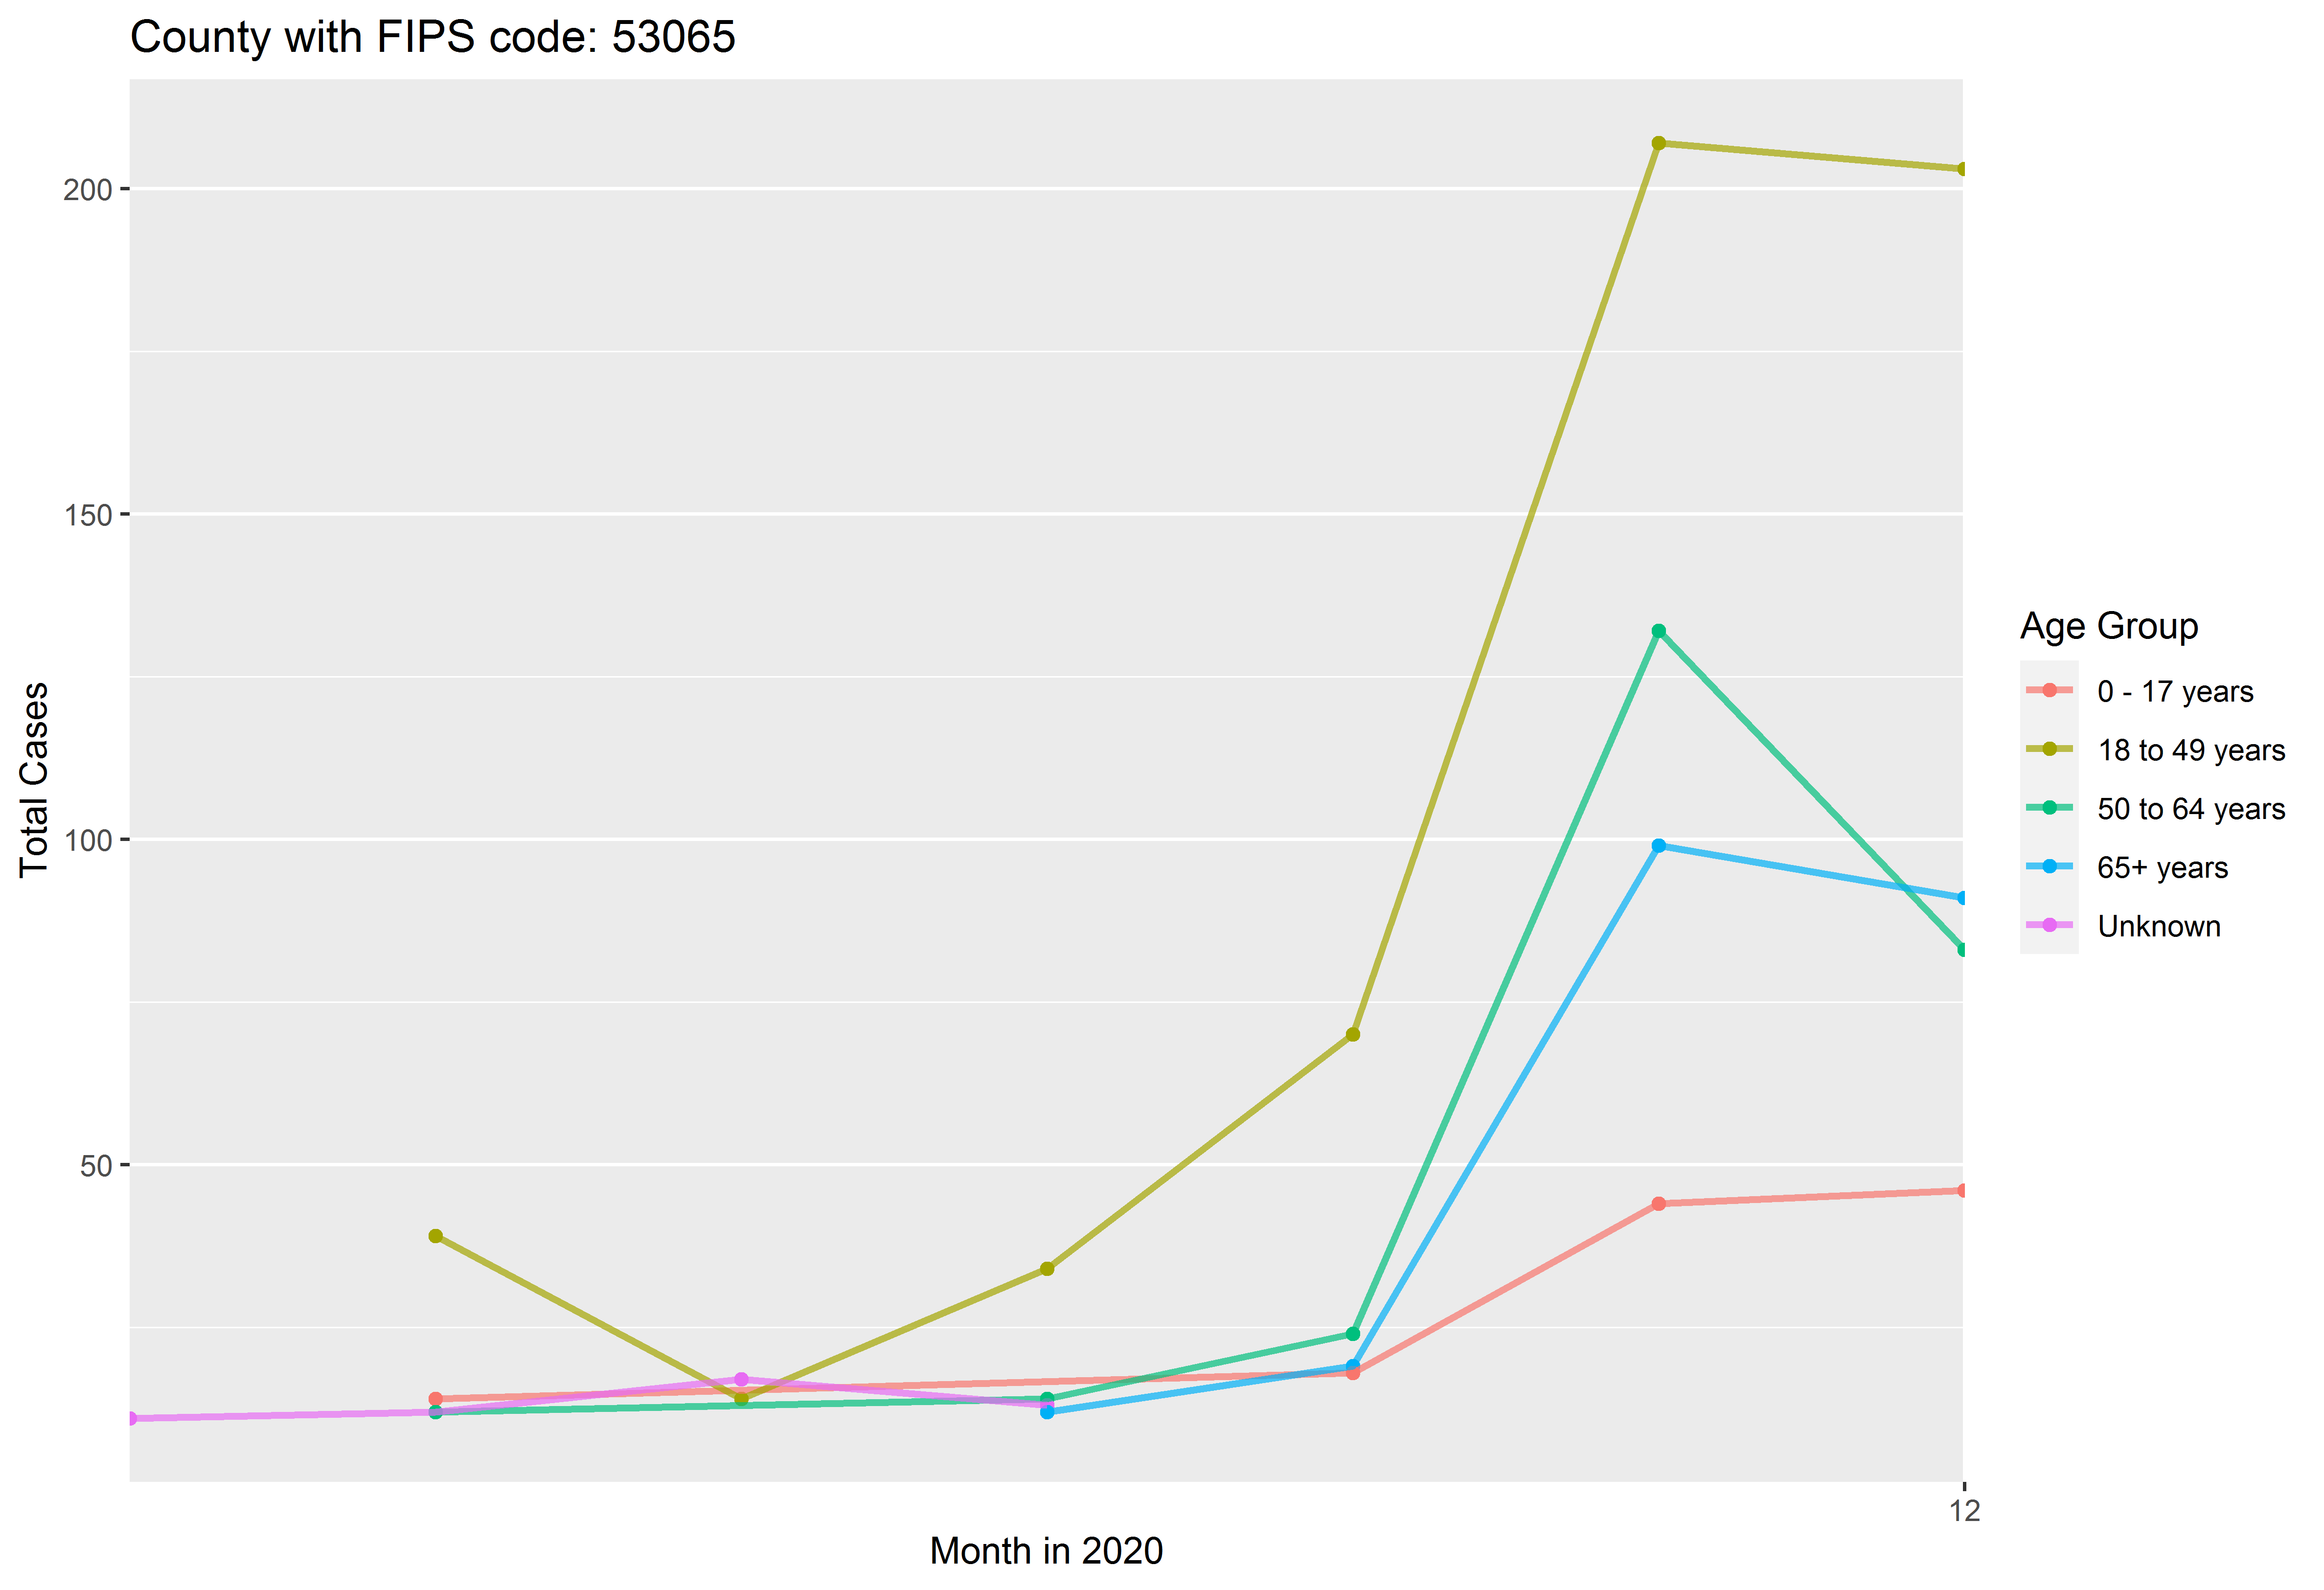 County with FIPS code: 53065
200
150
100
50
Total Cases
12
Month in 2020
Age Group
0 - 17 years
18 to 49 years
50 to 64 years
65+ years
Unknown